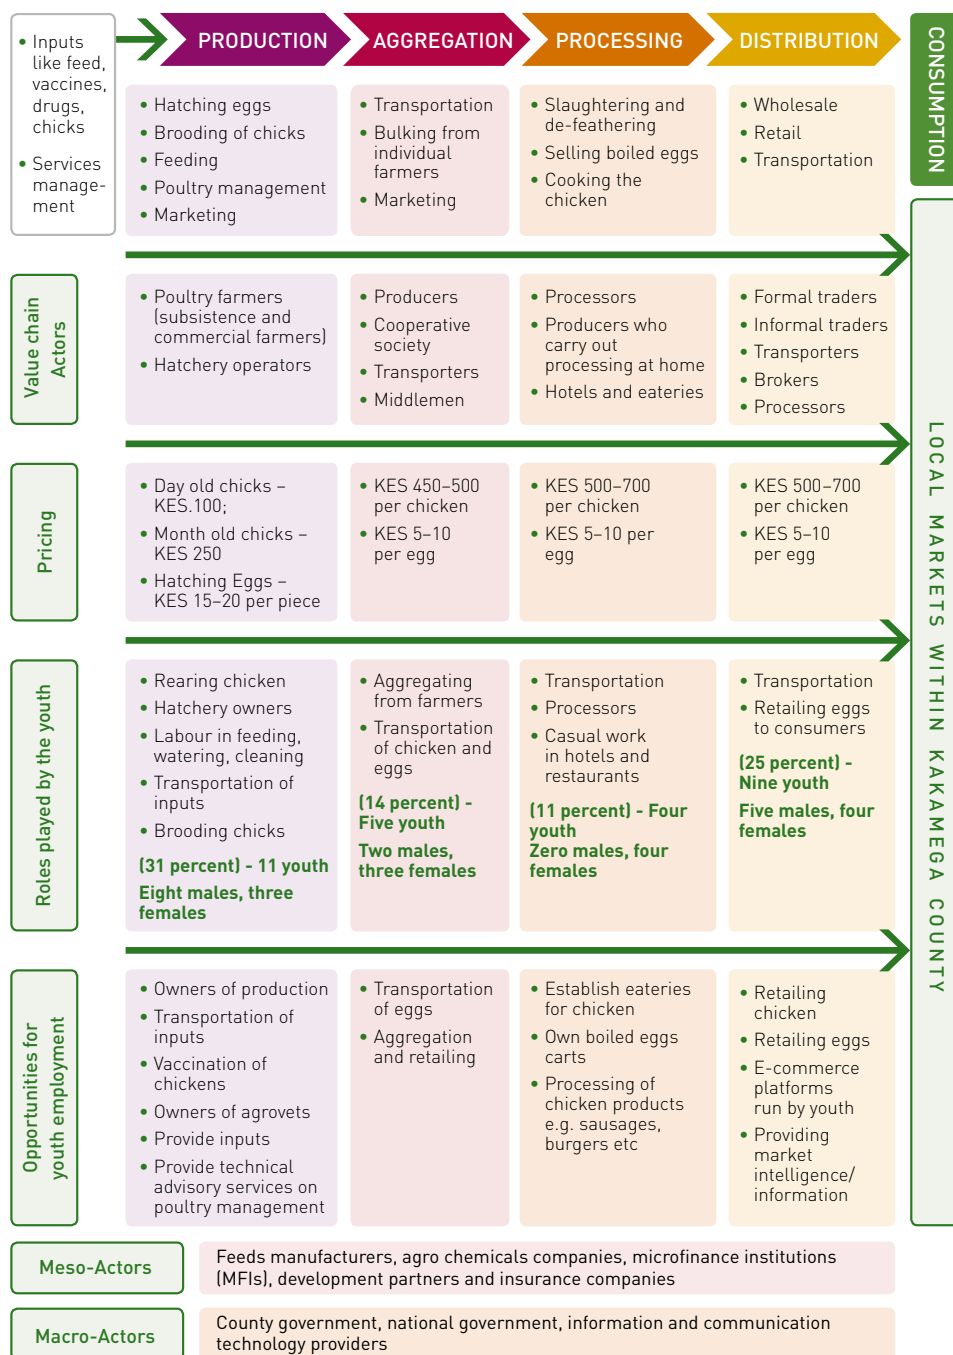 • Inputs
like feed,
vaccines,
drugs,
chicks
• Services
manage-
ment
PRODUCTION
AGGREGATION
PROCESSING
DISTRIBUTION
CONSUMPTION
• Hatching eggs
• Brooding of chicks
• Feeding
• Poultry management
• Marketing
• Transportation
• Bulking from
individual
farmers
• Marketing
• Slaughtering and
de-feathering
• Selling boiled eggs
• Cooking the
chicken
• Wholesale
• Retail
• Transportation
LOCAL MARKETS WITHIN KAKAMEGA COUNTY
Value chain
Actors
• Poultry farmers
(subsistence and
commercial farmers)
• Hatchery operators
• Producers
• Cooperative
society
• Transporters
• Middlemen
• Processors
• Producers who
carry out
processing at home
• Hotels and eateries
• Formal traders
• Informal traders
• Transporters
• Brokers
• Processors
Pricing
• Day old chicks –
KES.100;
• Month old chicks –
KES 250
• Hatching Eggs –
KES 15–20 per piece
• KES 450–500
per chicken
• KES 5–10
per egg
• KES 500–700
per chicken
• KES 5–10 per
egg
• KES 500–700
per chicken
• KES 5–10
per egg
Roles played by the youth
• Rearing chicken
• Hatchery owners
• Labour in feeding,
watering, cleaning
• Transportation of
inputs
• Brooding chicks
(31 percent) - 11 youth
Eight males, three
females
• Aggregating
from farmers
• Transportation
of chicken and
eggs
(14 percent) -
Five youth
Two males,
three females
• Transportation
• Processors
• Casual work
in hotels and
restaurants
(11 percent) - Four
youth
Zero males, four
females
• Transportation
• Retailing eggs
to consumers
(25 percent) -
Nine youth
Five males, four
females
Opportunities for
youth employment
• Owners of production
• Transportation of
inputs
• Vaccination of
chickens
• Owners of agrovets
• Provide inputs
• Provide technical
advisory services on
poultry management
• Transportation
of eggs
• Aggregation
and retailing
• Establish eateries
for chicken
• Own boiled eggs
carts
• Processing of
chicken products
e.g. sausages,
burgers etc
• Retailing
chicken
• Retailing eggs
• E-commerce
platforms
run by youth
• Providing
market
intelligence/
information
Meso-Actors
Feeds manufacturers, agro chemicals companies, microfinance institutions
(MFIs), development partners and insurance companies
Macro-Actors
County government, national government, information and communication
technology providers